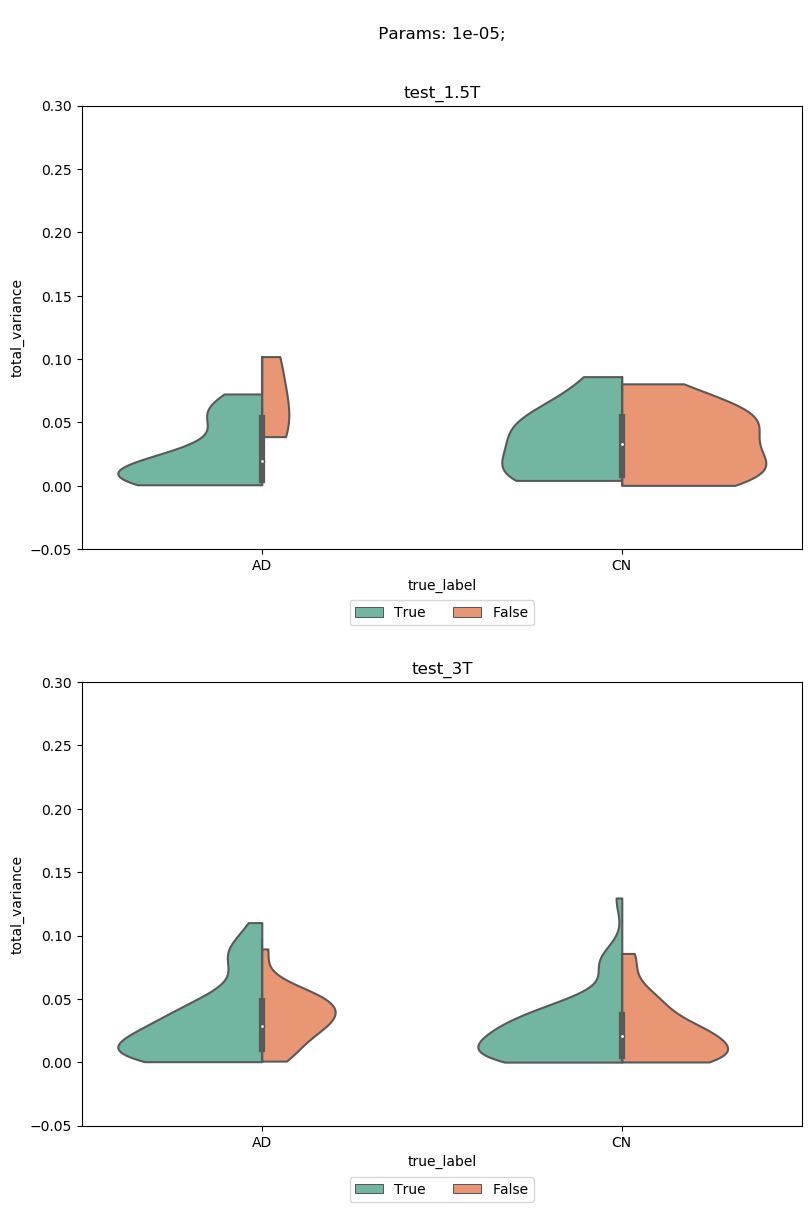 Params: 1e-05;
test_1.5T
0.30
0.25
0.20
0.15
0.10
0.05
0.00
−0.05
total_variance
AD CN
true_label
True False
test_3T
0.30
0.25
0.20
0.15
0.10
0.05
0.00
−0.05
total_variance
AD CN
true_label
True False